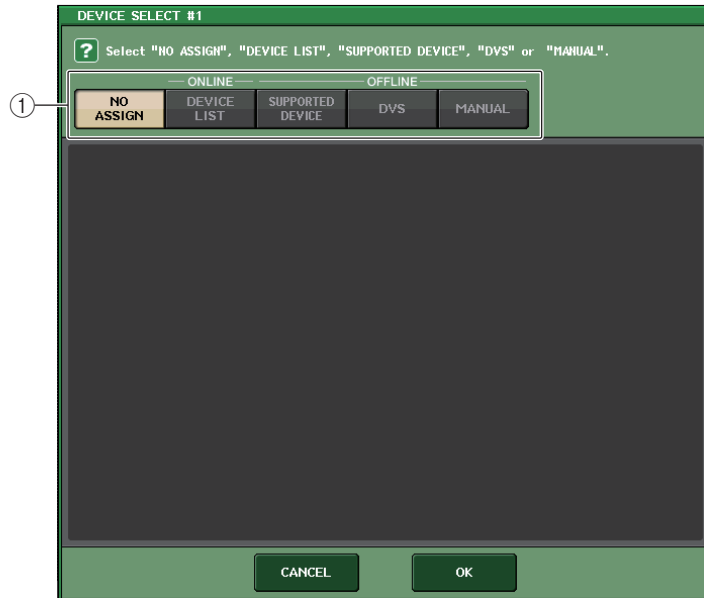 DEVICE SELECT #1
? Select "NO ASSIGN", "DEVICE LIST", "SUPPORTED DEVICE", "DVS" or "MANUAL".
ONLINE OFFLINE
1
NO ASSIGN
DEVICE LIST
SUPPORTED DEVICE
DVS
MANUAL
CANCEL OK